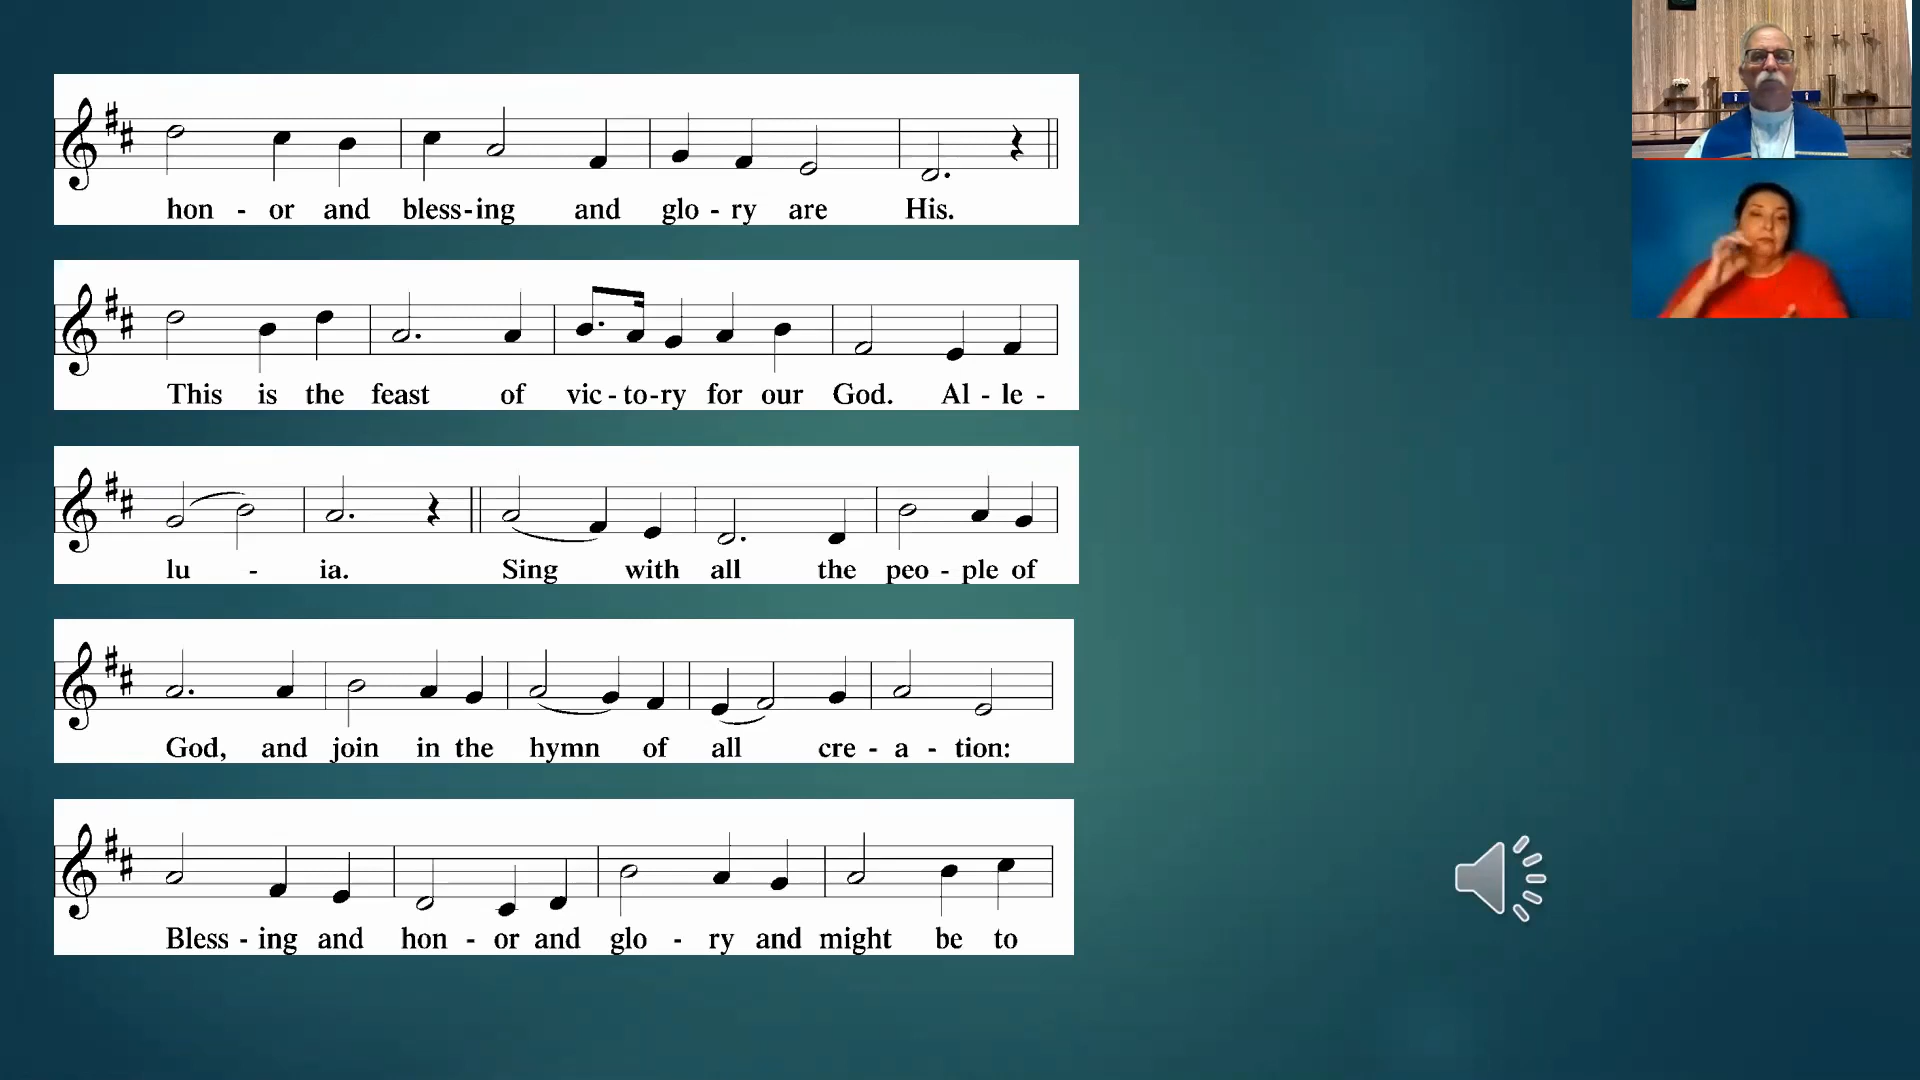 hon - or and bless-ing and glo - ry are His.
This is the feast of vic - to-ry for our God. Al - le -
lu - ia. Sing with all the peo - ple of
God, and join in the hymn of all cre - a - tion:
Bless - ing and hon - or and glo - ry and might be to